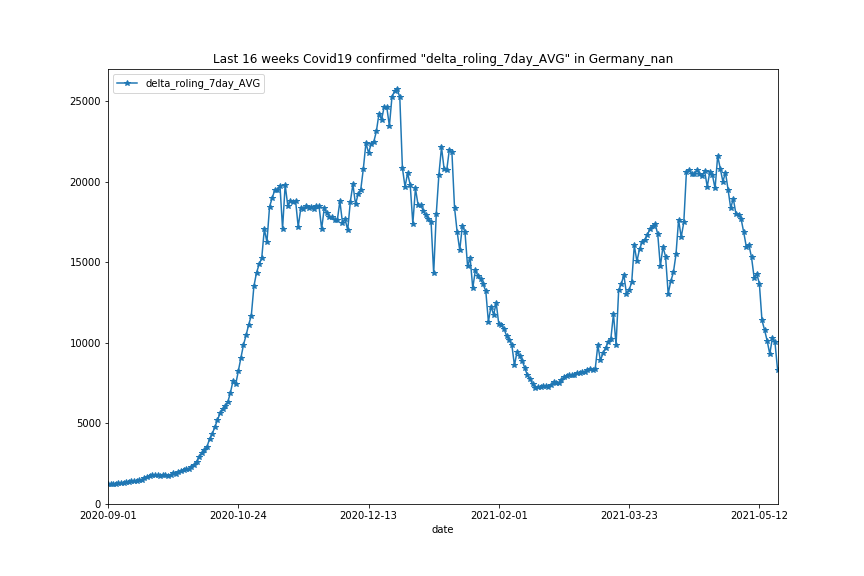 Last 16 weeks Covid19 confirmed "delta_roling_7day_AVG" in Germany_nan
delta_roling_7day_AVG
25000
20000
15000
10000
5000
0
2020-09-01 2020-10-24 2020-12-13 2021-02-01 2021-03-23 2021-05-12
date